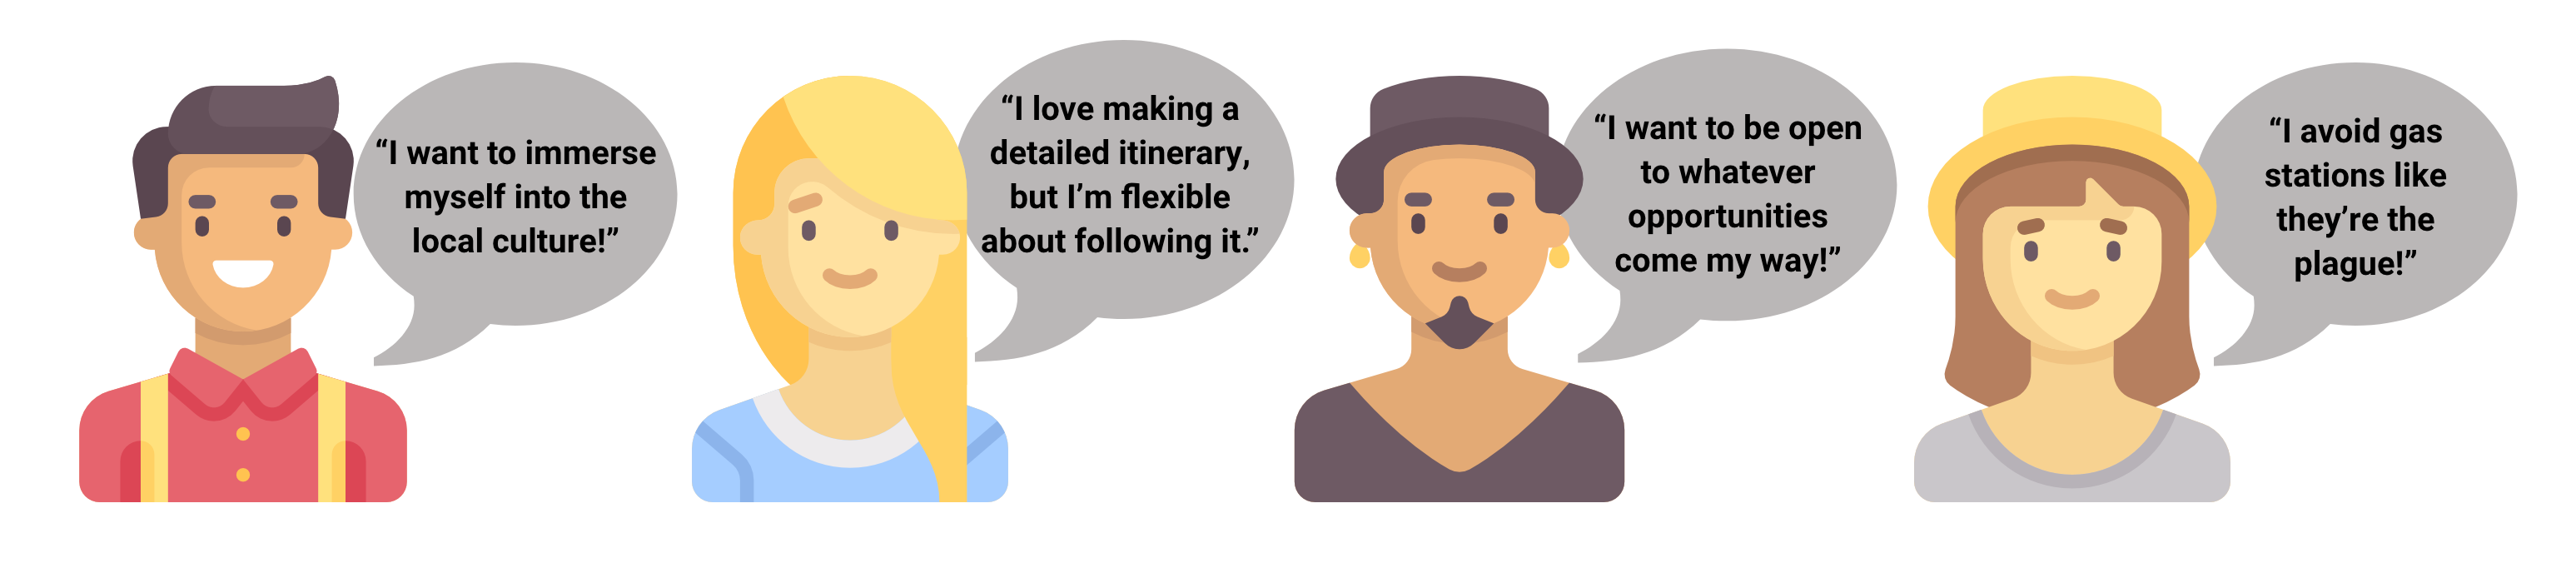 “I want to immerse
myself into the
local culture!”
“I love making a
detailed itinerary,
but I’m flexible
about following it.”
“I want to be open
to whatever
opportunities
come my way!”
“I avoid gas
stations like
they’re the
plague!”